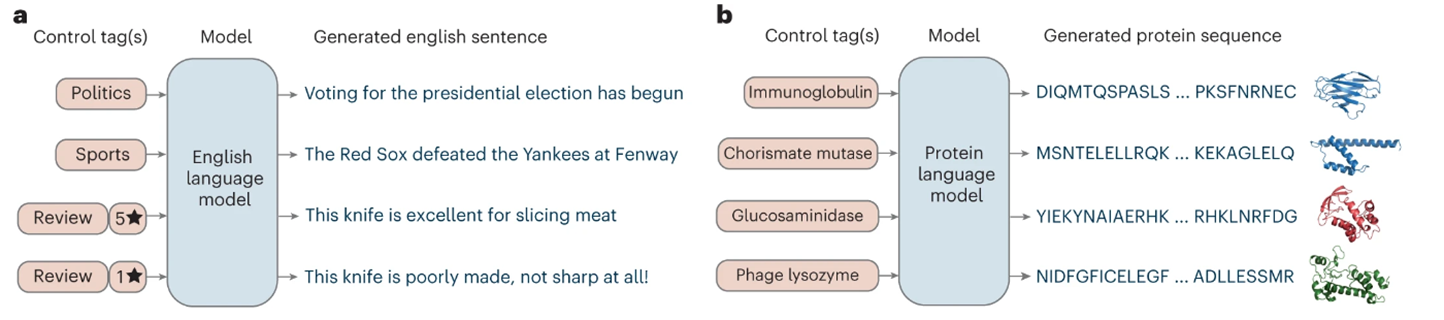 a
Control tag(s) Model Generated english sentence
Politics Voting for the presidential election has begun
Sports The Red Sox defeated the Yankees at Fenway
English
language
model
Review 5★ This knife is excellent for slicing meat
Review 1★ This knife is poorly made, not sharp at all!
b
Control tag(s) Model Generated protein sequence
Immunoglobulin DIQMTQSPASLS ... PKSFNRNEC
Chorismate mutase MSNTELELLRQK ... KEKAGLELQ
Protein
language
model
Glucosaminidase YIEKYNAIAERHK ... RHKLNRFDG
Phage lysozyme NIDFGFICELEGF ... ADLLESSMR